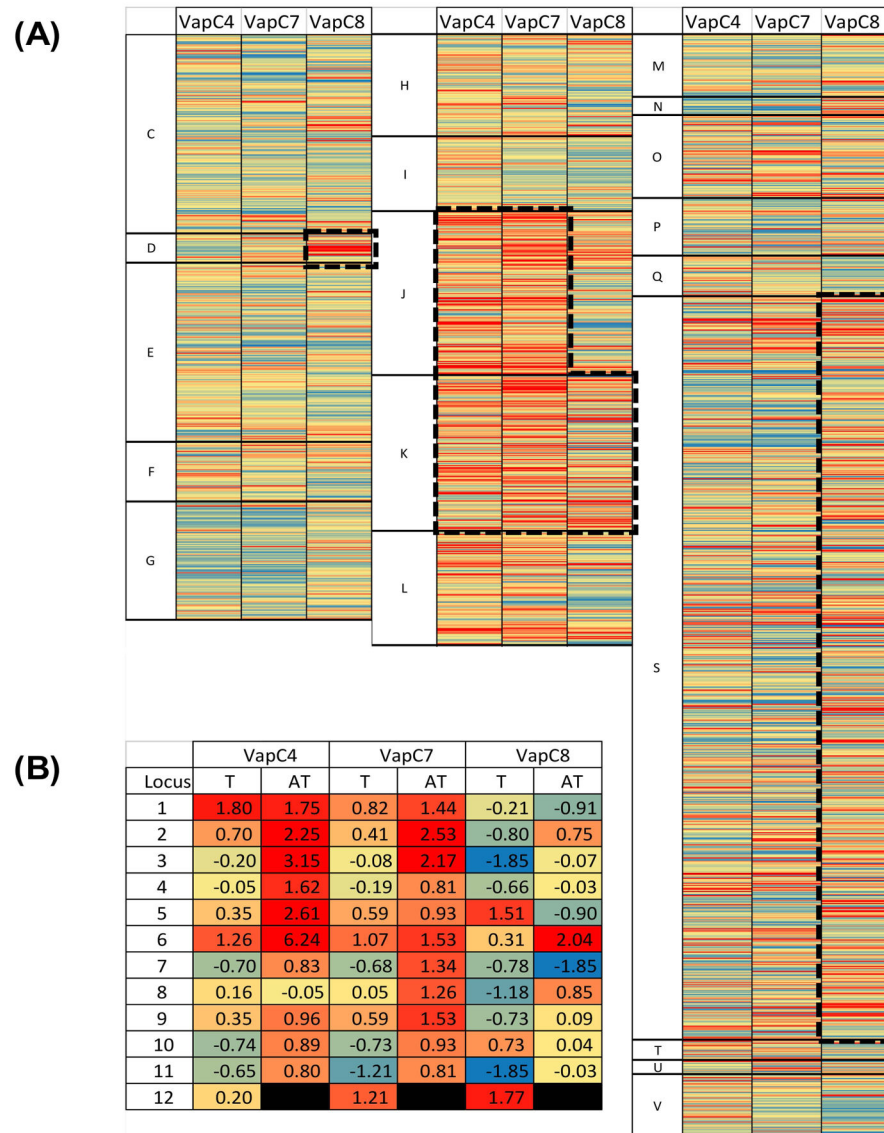 (A)
VapC4 VapC7 VapC8
C
D
E
F
G
VapC4 VapC7 VapC8
H
I
J
K
L
VapC4 VapC7 VapC8
M
N
O
P
Q
S
T
U
V
(B)
VapC4 VapC7 VapC8
Locus T AT T AT T AT
1 1.80 1.75 0.82 1.44 -0.21 -0.91
2 0.70 2.25 0.41 2.53 -0.80 0.75
3 -0.20 3.15 -0.08 2.17 -1.85 -0.07
4 -0.05 1.62 -0.19 0.81 -0.66 -0.03
5 0.35 2.61 0.59 0.93 1.51 -0.90
6 1.26 6.24 1.07 1.53 0.31 2.04
7 -0.70 0.83 -0.68 1.34 -0.78 -1.85
8 0.16 -0.05 0.05 1.26 -1.18 0.85
9 0.35 0.96 0.59 1.53 -0.73 0.09
10 -0.74 0.89 -0.73 0.93 0.73 0.04
11 -0.65 0.80 -1.21 0.81 -1.85 -0.03
12 0.20 1.21 1.77